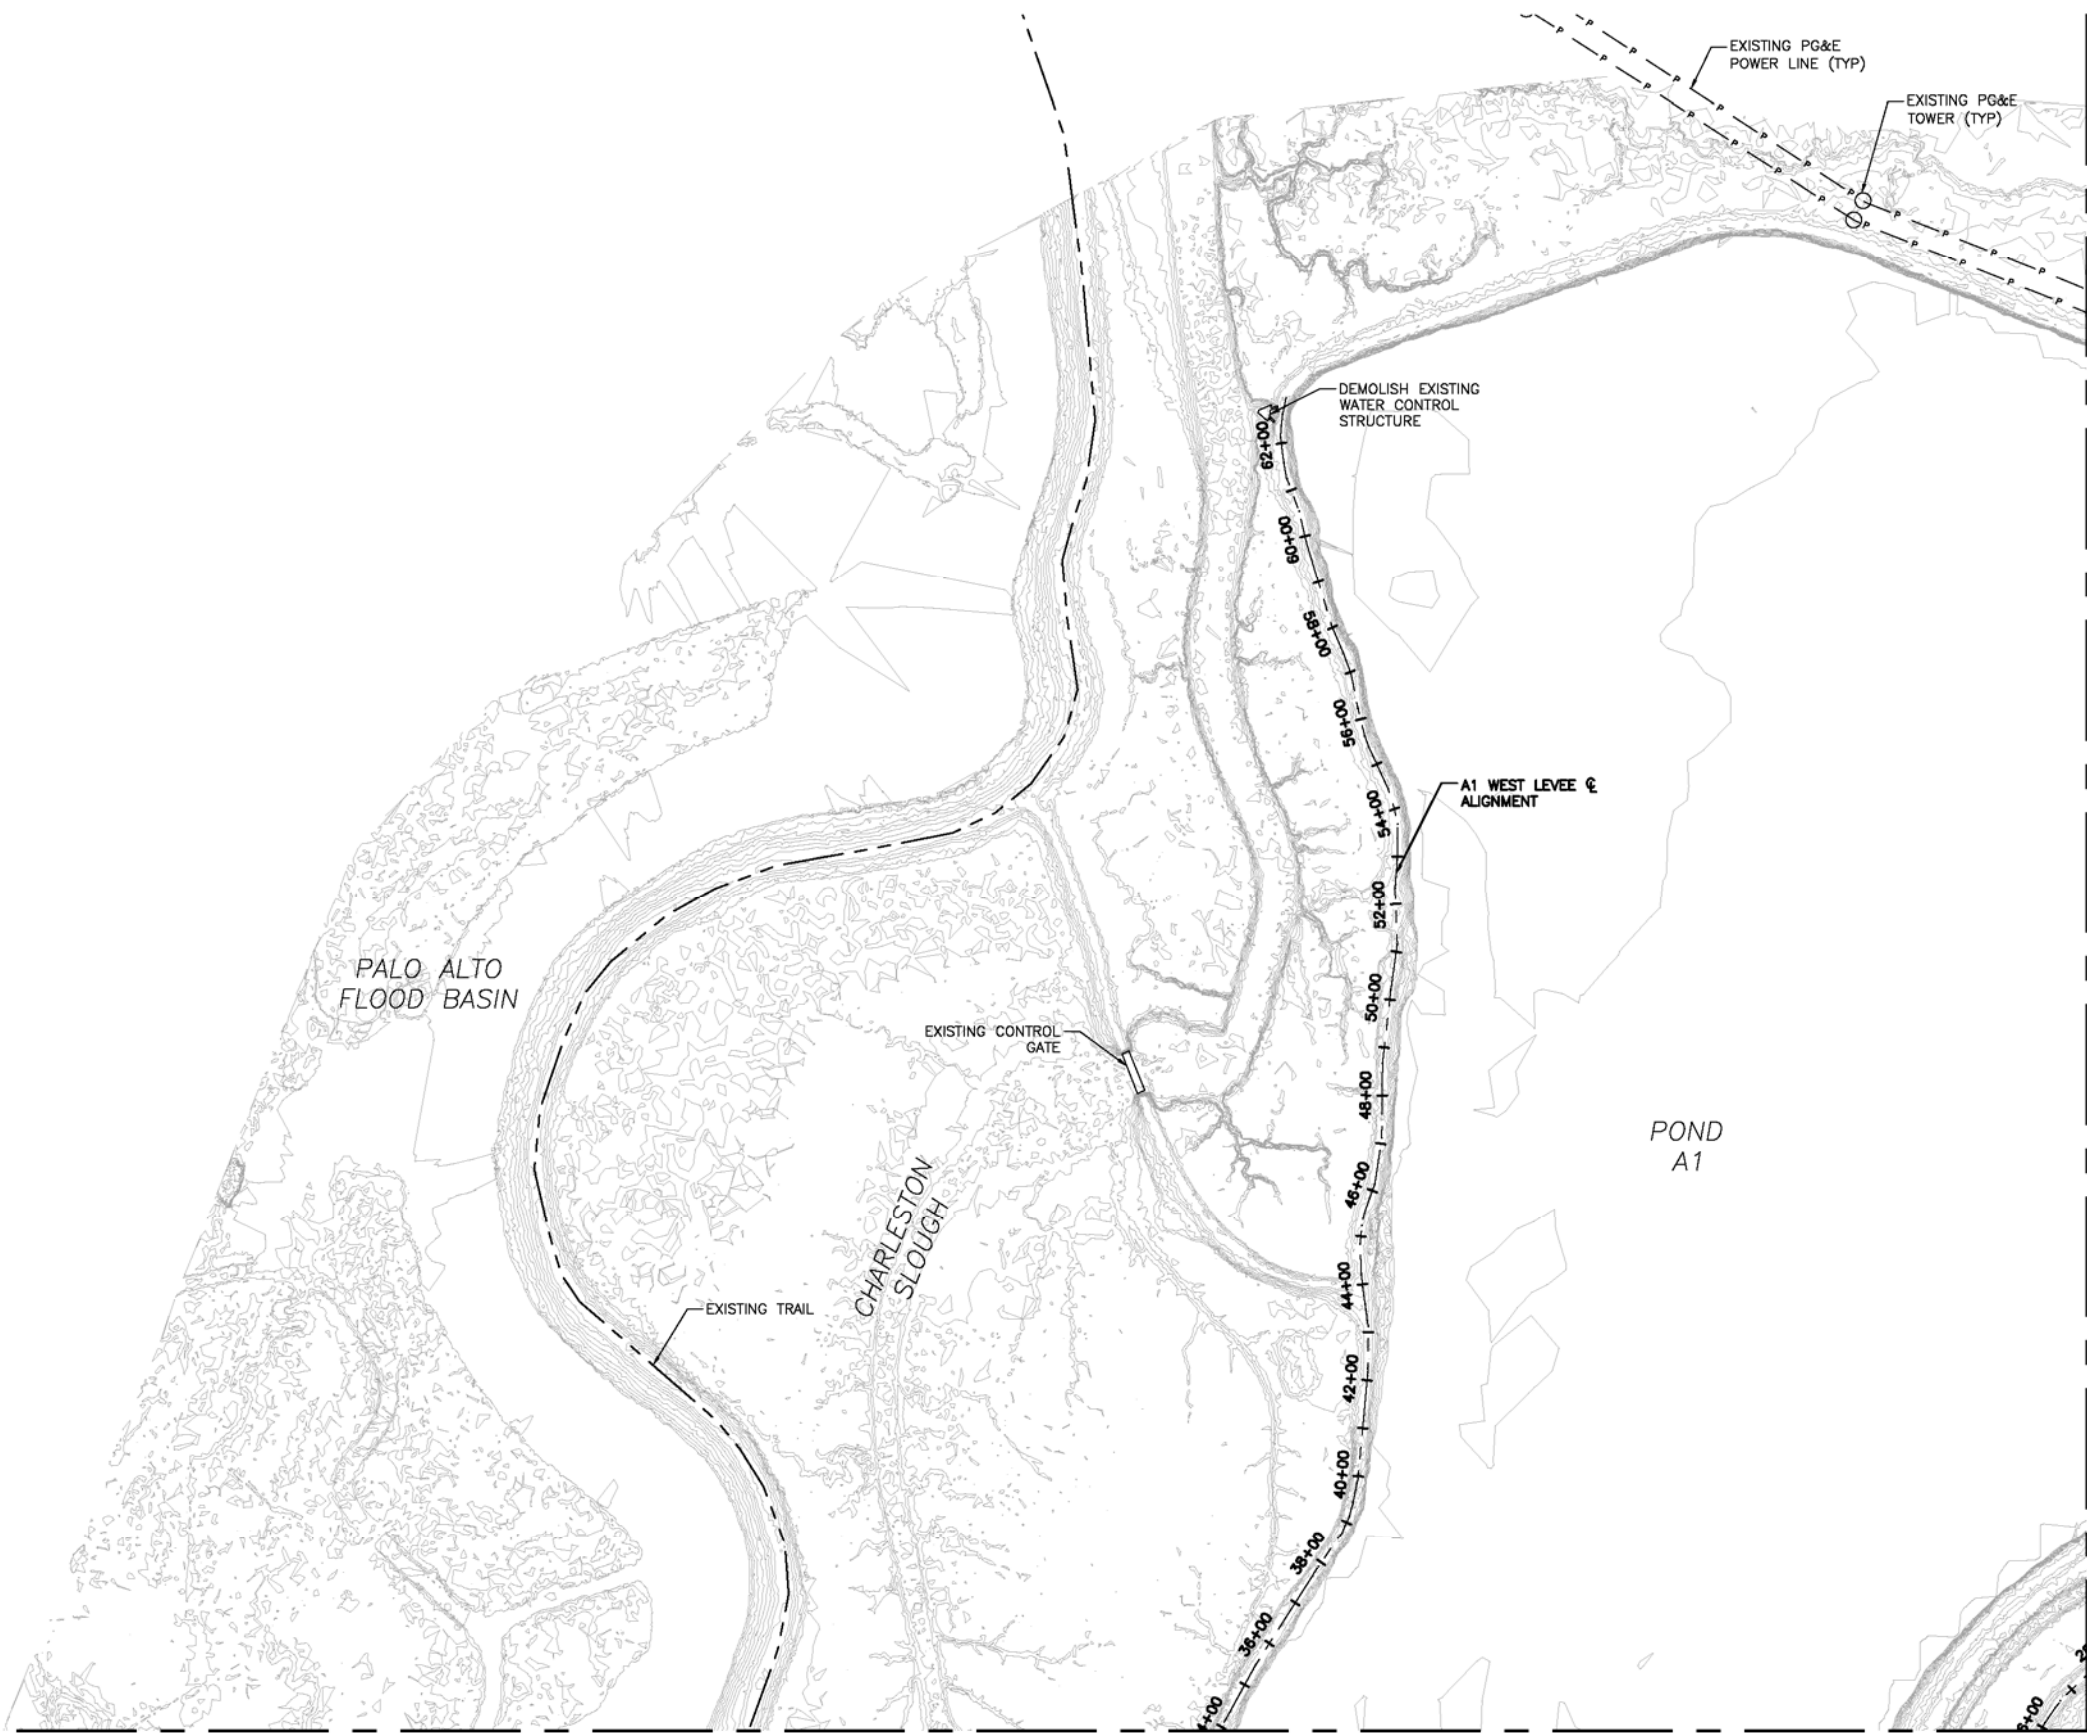 EXISTING PG&E
POWER LINE (TYP)
EXISTING PG&E
TOWER (TYP)
DEMOLISH EXISTING
WATER CONTROL
STRUCTURE
62+00
60+00
58+00
56+00
A1 WEST LEVEE ℄
ALIGNMENT
54+00
52+00
PALO ALTO
FLOOD BASIN
50+00
EXISTING CONTROL
GATE
48+00
POND
A1
46+00
CHARLESTON
SLOUGH
44+00
EXISTING TRAIL
42+00
40+00
38+00
36+00
+00
+00
P P P P P P P P P P P P P P P P P P P P